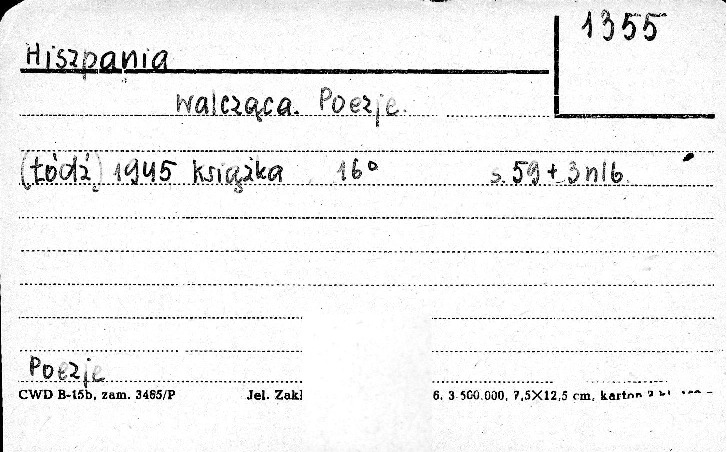 1355
Hiszpania
walcząca. Poezje.
(Łódź) 1945 Książka 16° s. 59 + 3 nlb.
Poezje
CWD B-15b, zam. 3465/P Jel. Zakł 6. 3-500.000, 7,5×12,5 cm, karton